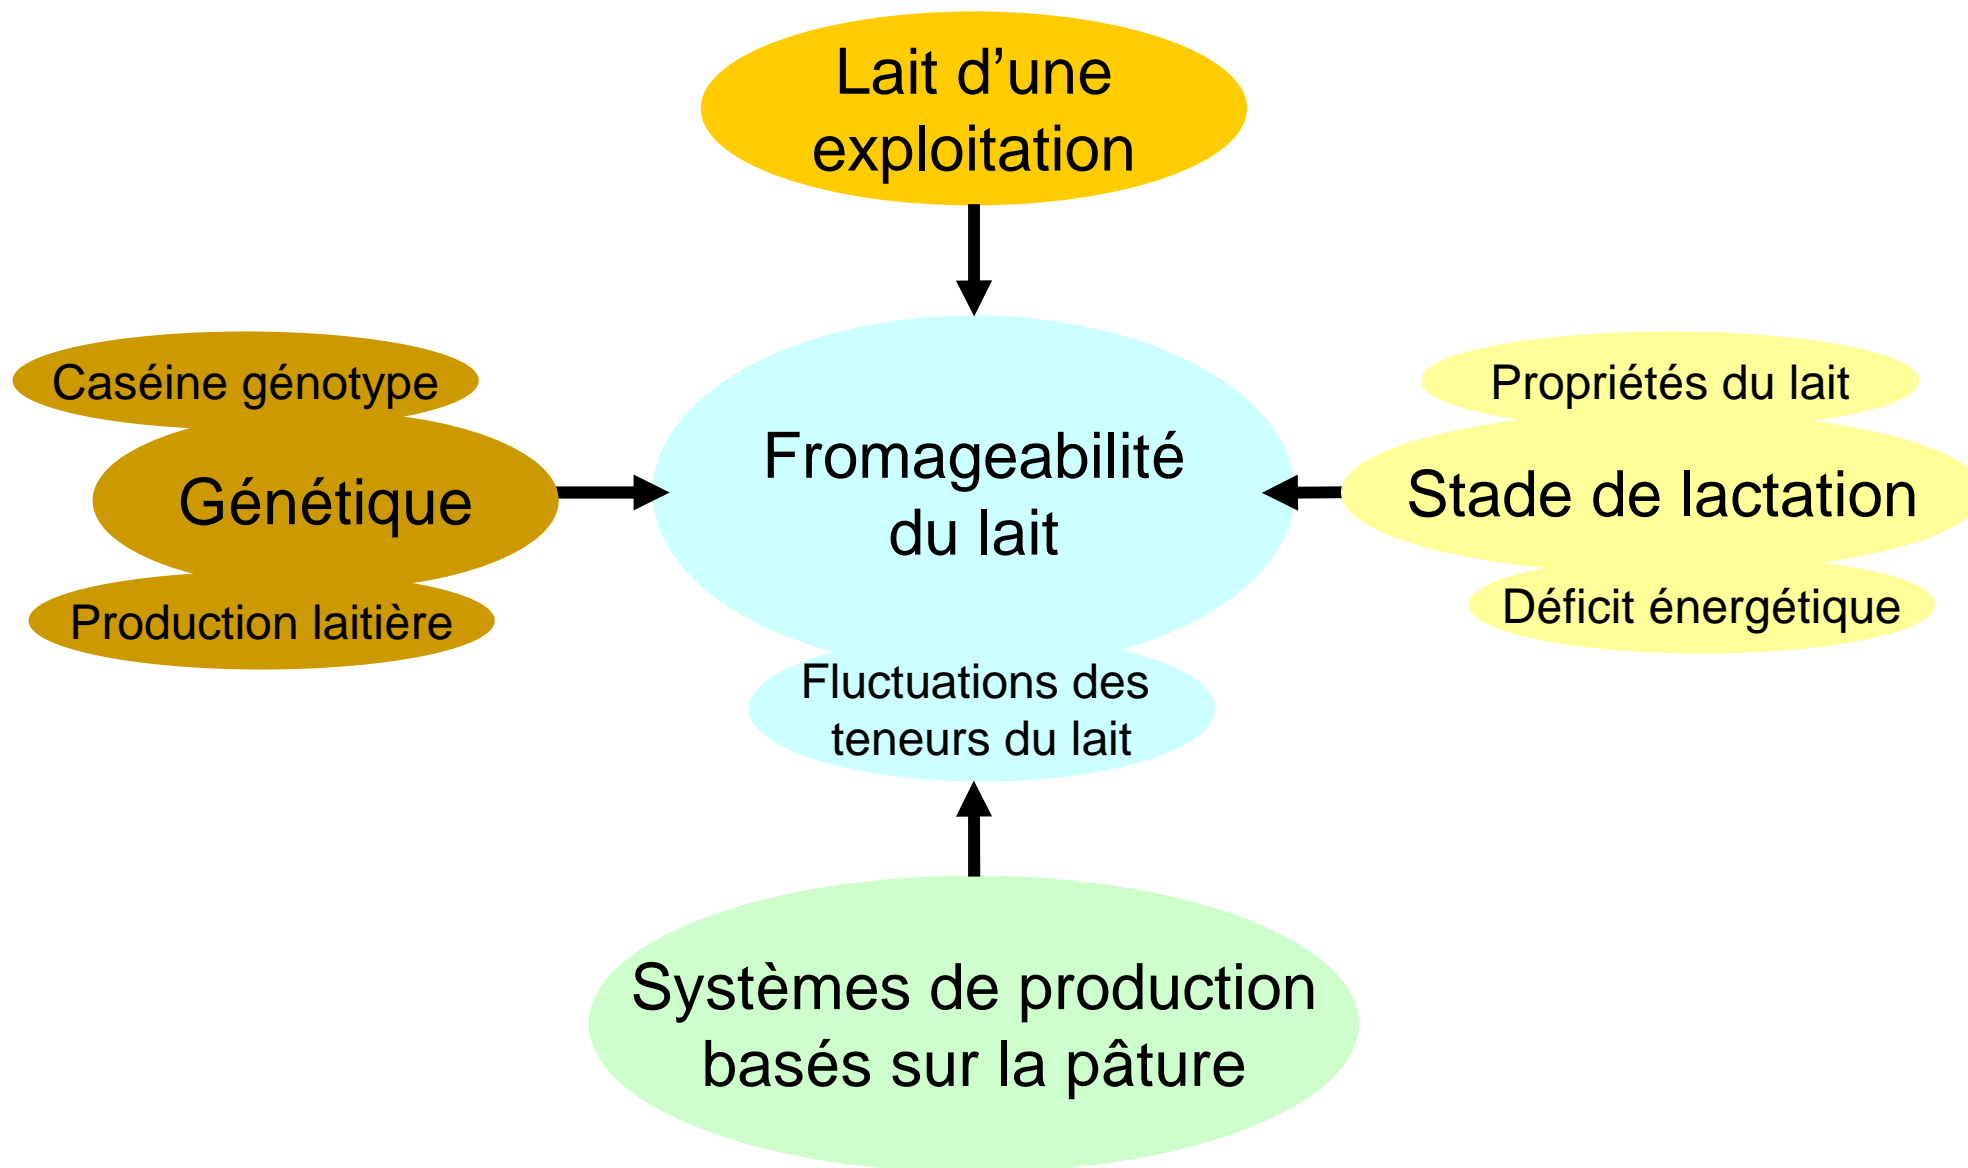 Lait d’une
exploitation
Caséine génotype
Génétique
Production laitière
Fromageabilité
du lait
Fluctuations des
teneurs du lait
Propriétés du lait
Stade de lactation
Déficit énergétique
Systèmes de production
basés sur la pâture